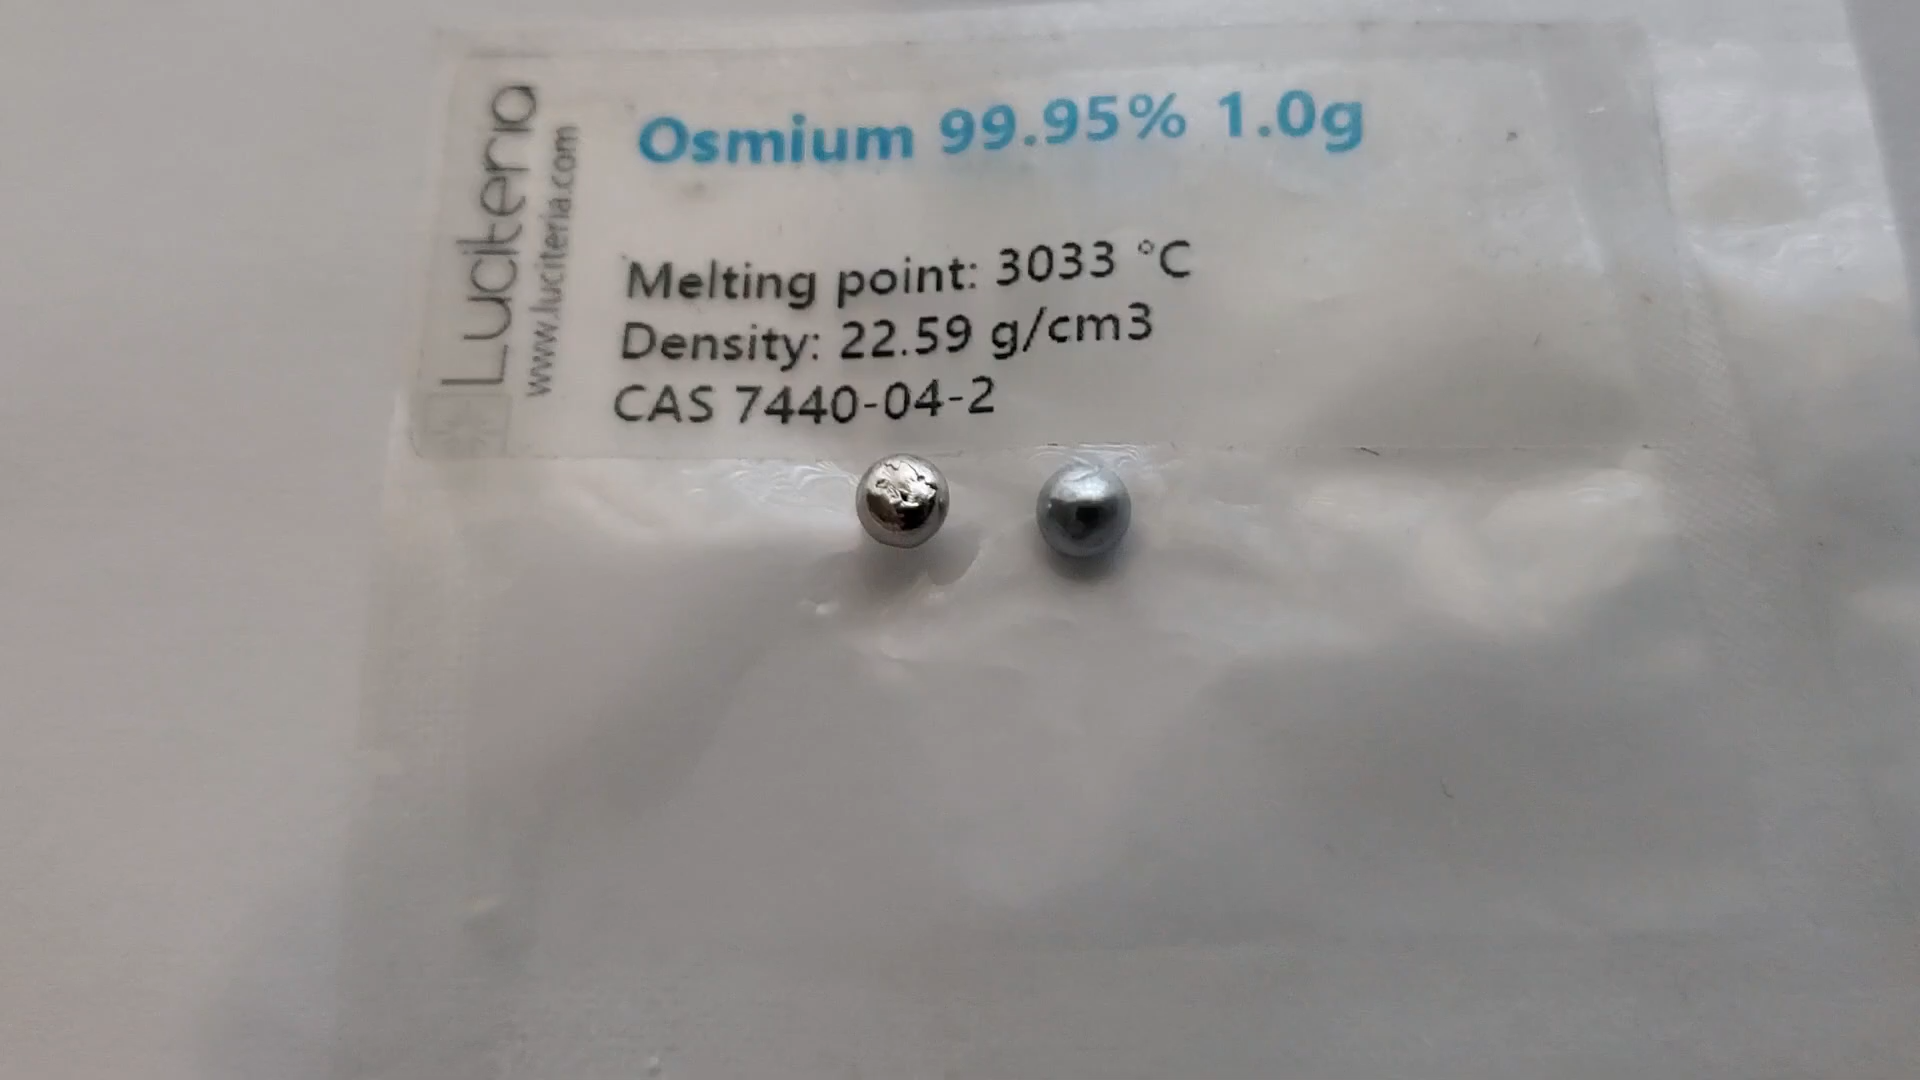 Luciteria
www.luciteria.com
Osmium 99.95% 1.0g
Melting point: 3033 °C
Density: 22.59 g/cm3
CAS 7440-04-2